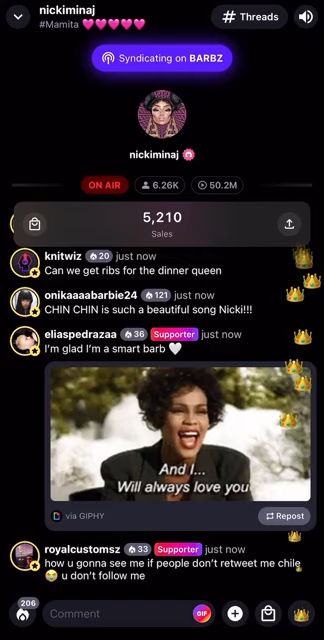 nickiminaj
#Mamita 💗💗💗💗💗
# Threads
Syndicating on BARBZ
nickiminaj
ON AIR
6.26K
50.2M
5,210
Sales
knitwiz 20 just now
Can we get ribs for the dinner queen
onikaaaabarbie24 121 just now
CHIN CHIN is such a beautiful song Nicki!!!
eliaspedrazaa 36 Supporter just now
I'm glad I'm a smart barb 🤍
And I...
Will always love you
via GIPHY
Repost
royalcustomsz 33 Supporter just now
how u gonna see me if people don't retweet me chile
😭 u don't follow me
206
Comment
GIF